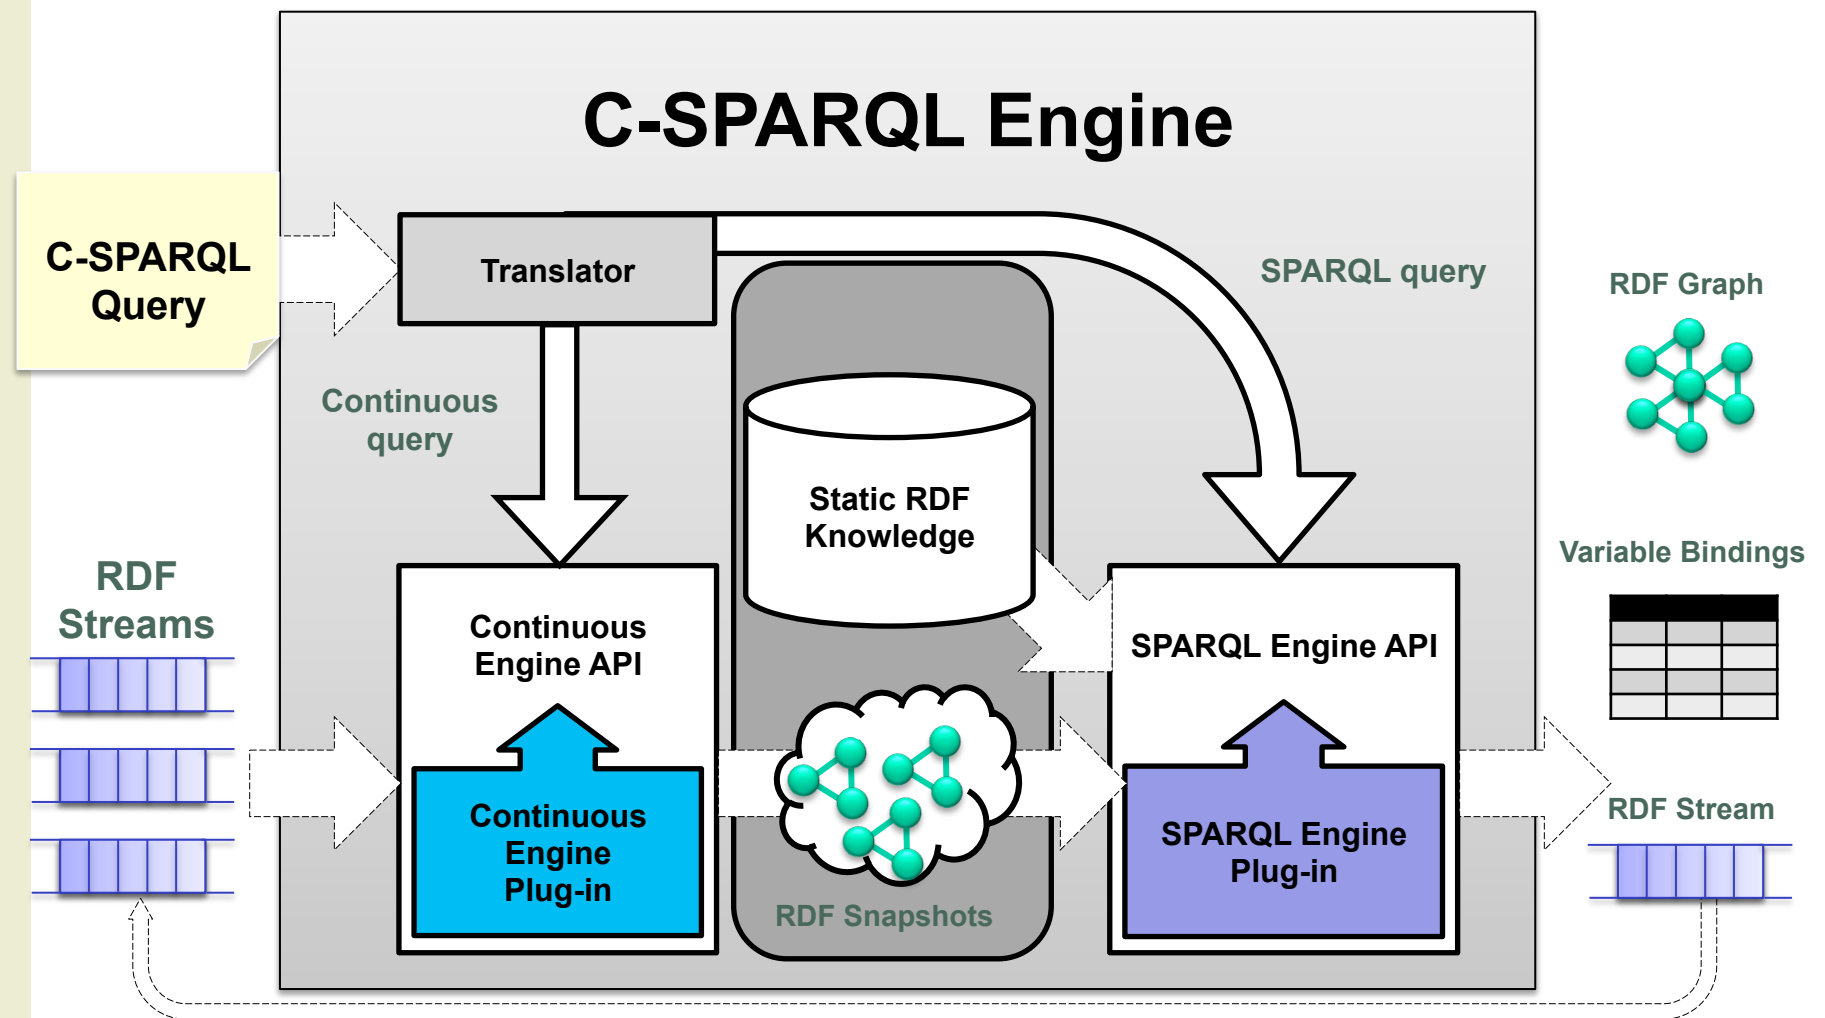 C-SPARQL Engine
C-SPARQL
Query
Translator
SPARQL query
RDF Graph
Continuous
query
Static RDF
Knowledge
Variable Bindings
RDF
Streams
Continuous
Engine API
SPARQL Engine API
Continuous
Engine
Plug-in
SPARQL Engine
Plug-in
RDF Stream
RDF Snapshots